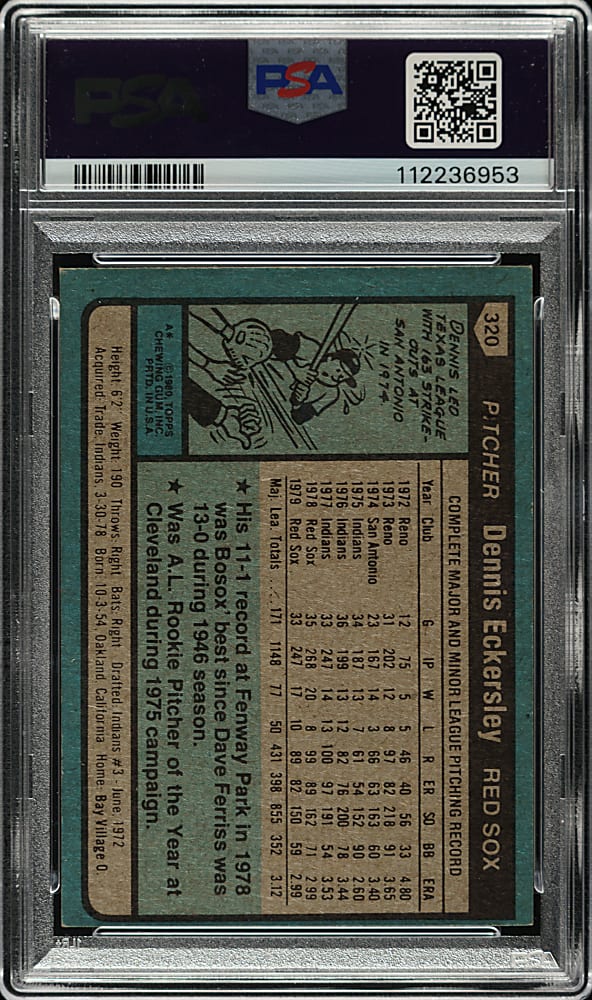 PSA
PSA
112236953
320 PITCHER Dennis Eckersley RED SOX
DENNIS LED
TEXAS LEAGUE
WITH 163 STRIKE-
OUTS AT
SAN ANTONIO
IN 1974.
A* ©1980 TOPPS
CHEWING GUM, INC.
PRTD. IN U.S.A.
COMPLETE MAJOR AND MINOR LEAGUE PITCHING RECORD
Year Club G IP W L R ER SO BB ERA
1972 Reno 12 75 5 5 46 40 56 33 4.80
1973 Reno 31 202 12 8 97 82 218 91 3.65
1974 San Antonio 23 167 14 3 66 63 163 60 3.40
1975 Indians 34 187 13 7 61 54 152 90 2.60
1976 Indians 36 199 13 12 82 76 200 78 3.44
1977 Indians 33 247 14 13 100 97 191 54 3.53
1978 Red Sox 35 268 20 8 99 89 162 71 2.99
1979 Red Sox 33 247 17 10 89 82 150 59 2.99
Maj. Lea. Totals 171 1148 77 50 431 398 855 352 3.12
★ His 11-1 record at Fenway Park in 1978
was Bosox' best since Dave Ferriss was
13-0 during 1946 season.
★ Was A.L. Rookie Pitcher of the Year at
Cleveland during 1975 campaign.
Height: 6'2" Weight: 190 Throws: Right Bats: Right Drafted: Indians #3 - June, 1972
Acquired: Trade, Indians, 3-30-78 Born: 10-3-54, Oakland, California Home: Bay Village O.
PSA